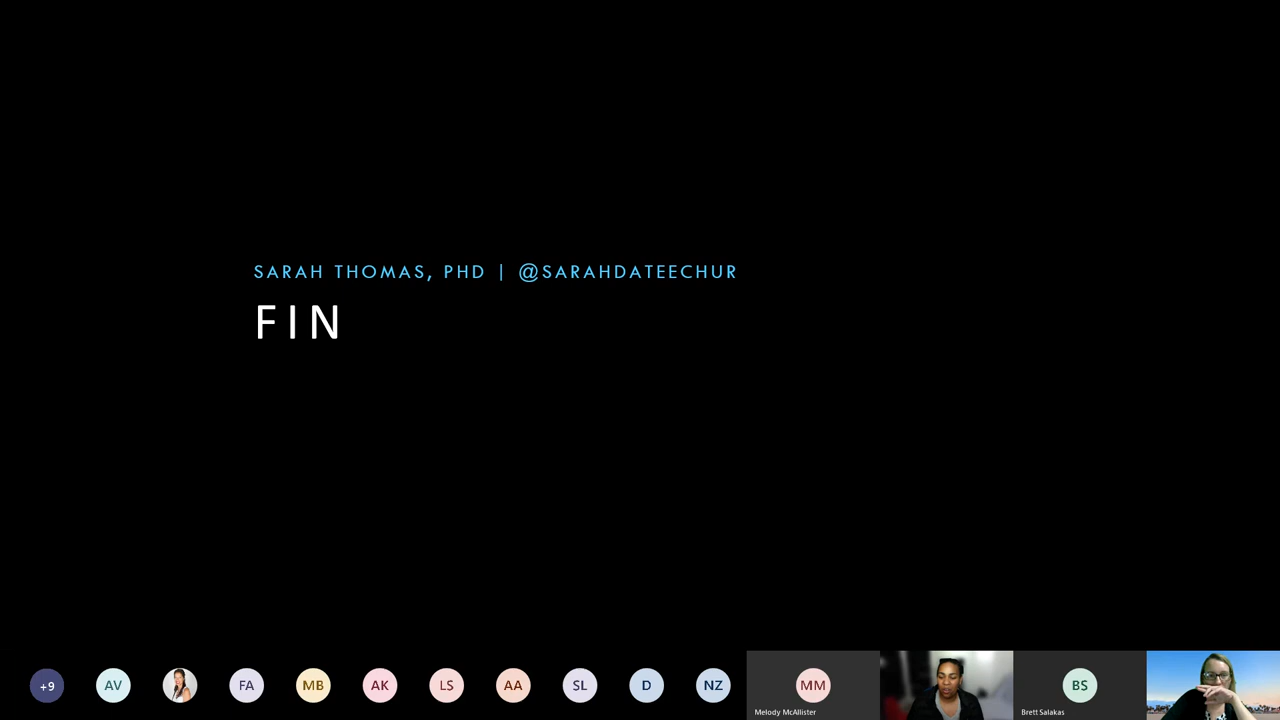 SARAH THOMAS, PHD | @SARAHDATEECHUR
FIN
+9
AV
FA
MB
AK
LS
AA
SL
D
NZ
MM
Melody McAllister
BS
Brett Salakas